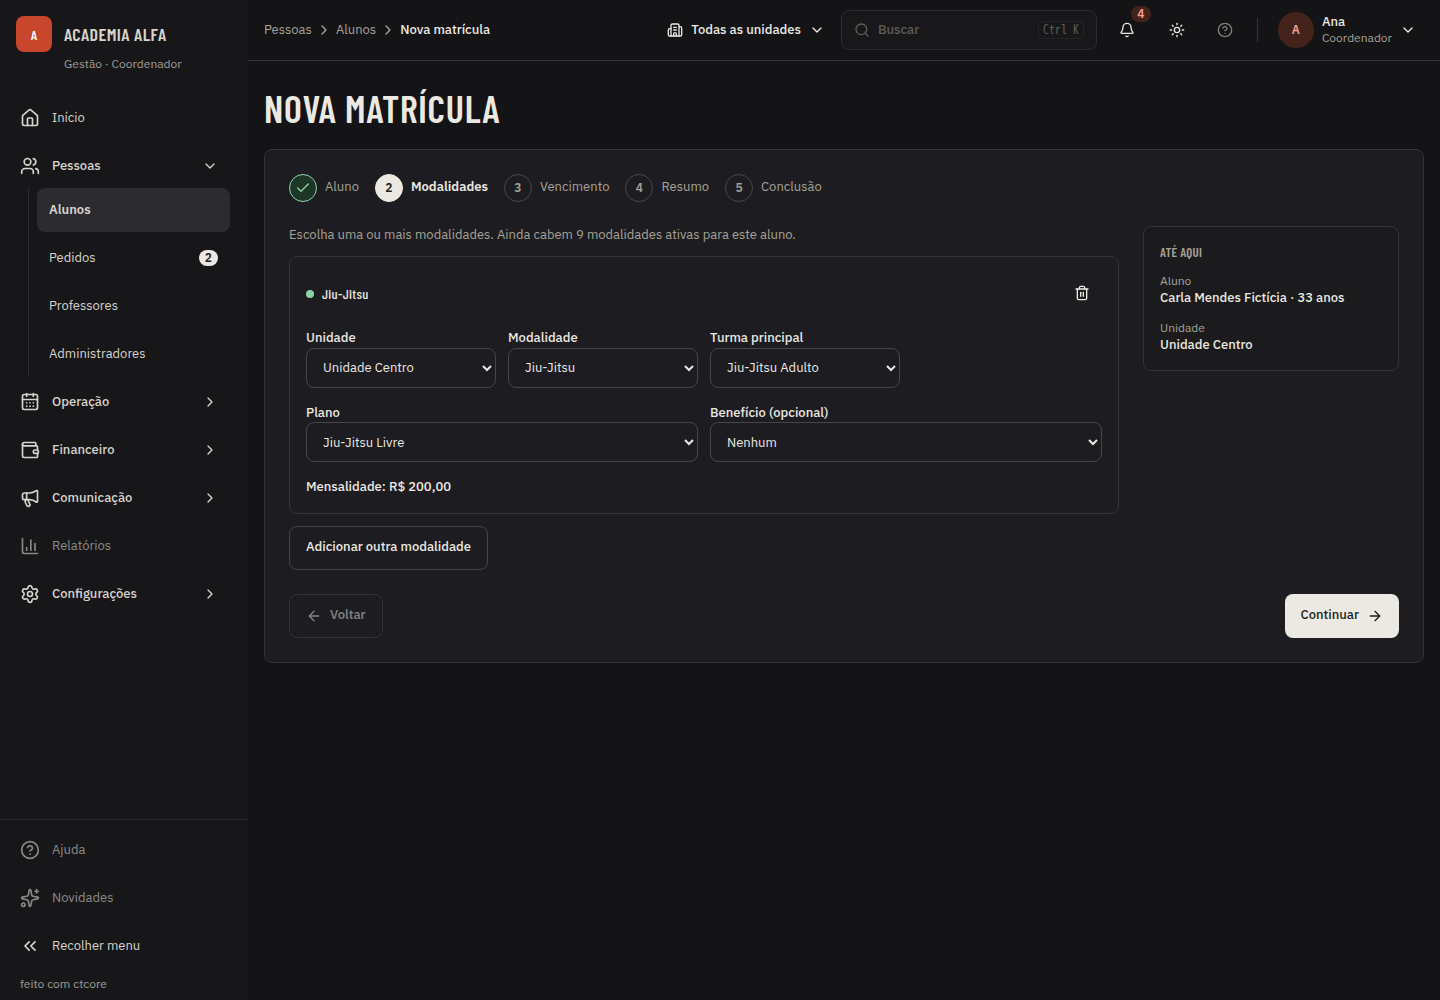 A
ACADEMIA ALFA
Gestão · Coordenador
Início
Pessoas
Alunos
Pedidos 2
Professores
Administradores
Operação
Financeiro
Comunicação
Relatórios
Configurações
Ajuda
Novidades
Recolher menu
feito com ctcore
Pessoas Alunos Nova matrícula
Todas as unidades
Buscar Ctrl K
4
A
Ana
Coordenador
NOVA MATRÍCULA
Aluno 2 Modalidades 3 Vencimento 4 Resumo 5 Conclusão
Escolha uma ou mais modalidades. Ainda cabem 9 modalidades ativas para este aluno.
Jiu-Jitsu
Unidade Modalidade Turma principal
Unidade Centro Jiu-Jitsu Jiu-Jitsu Adulto
Plano Benefício (opcional)
Jiu-Jitsu Livre Nenhum
Mensalidade: R$ 200,00
Adicionar outra modalidade
Voltar
Continuar
ATÉ AQUI
Aluno
Carla Mendes Fictícia · 33 anos
Unidade
Unidade Centro